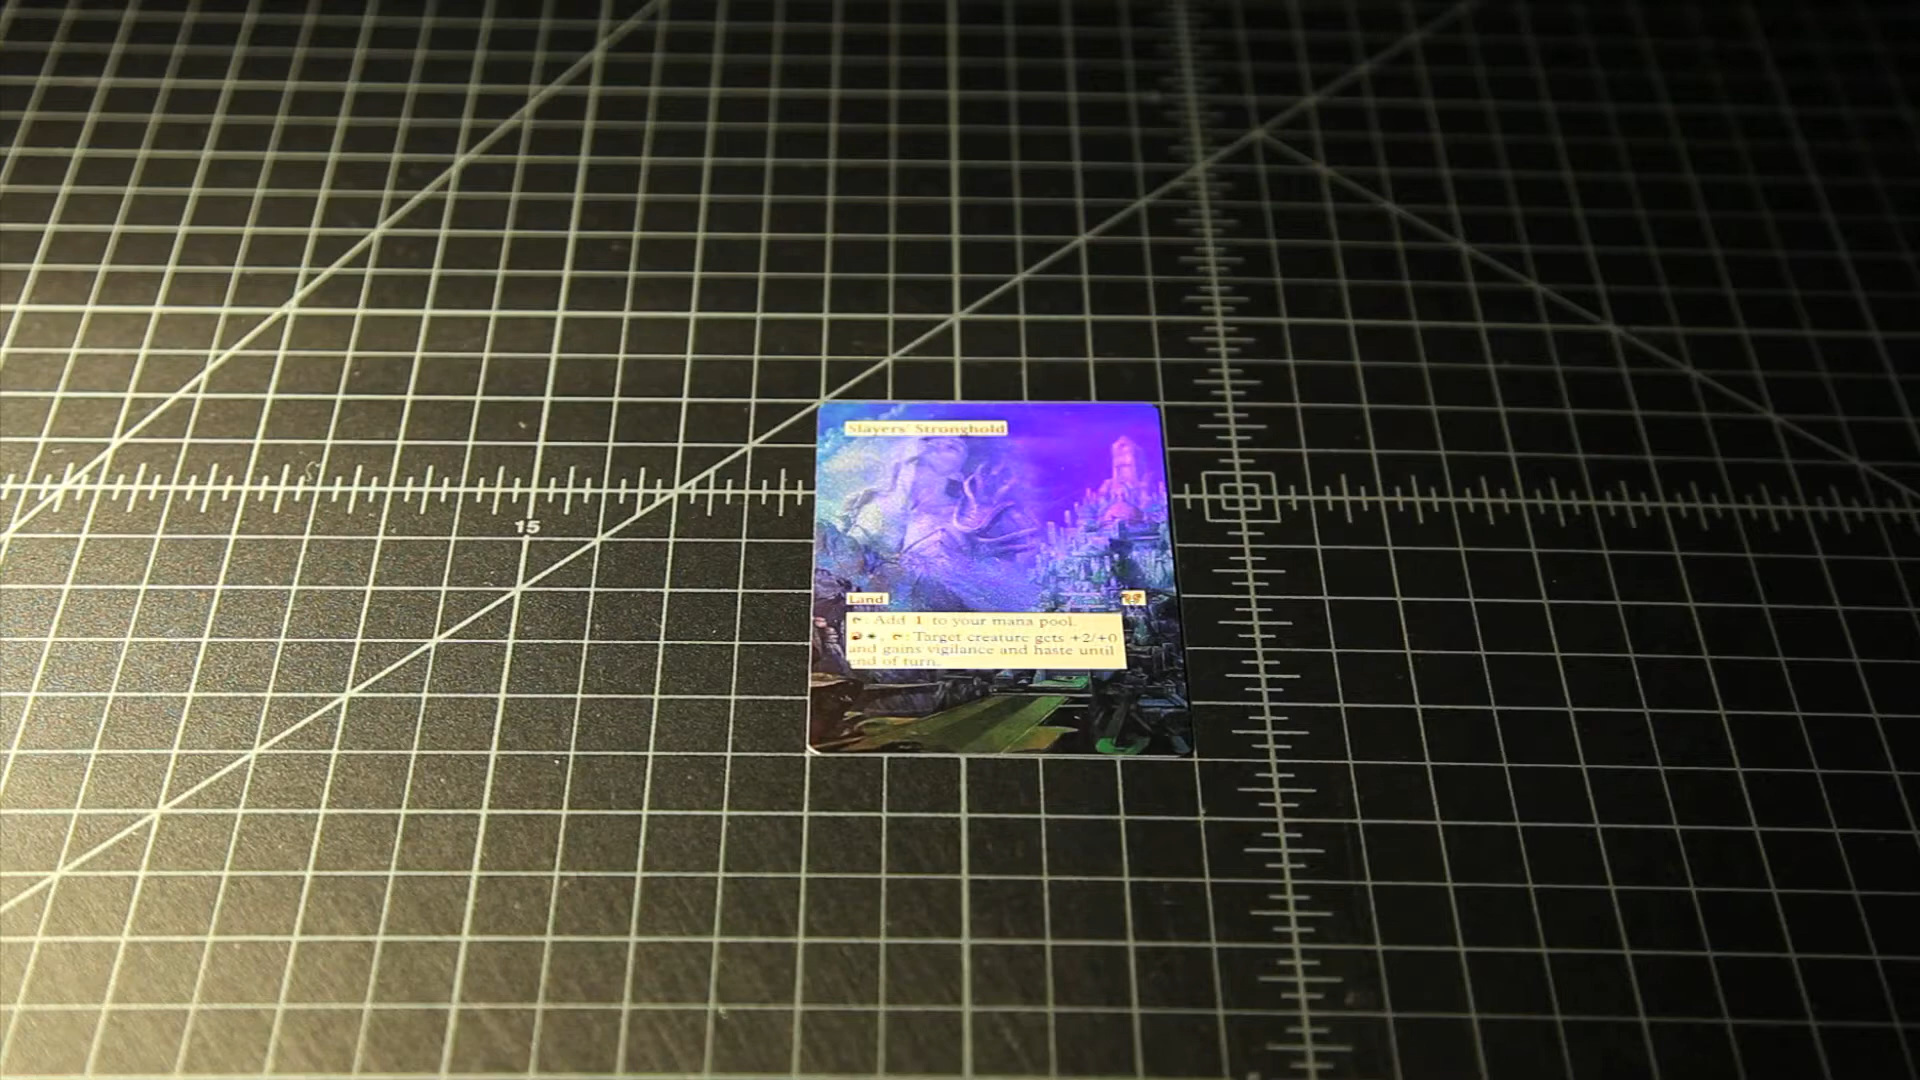 Slayers' Stronghold
15
Land
: Add 1 to your mana pool.
, : Target creature gets +2/+0
and gains vigilance and haste until
end of turn.